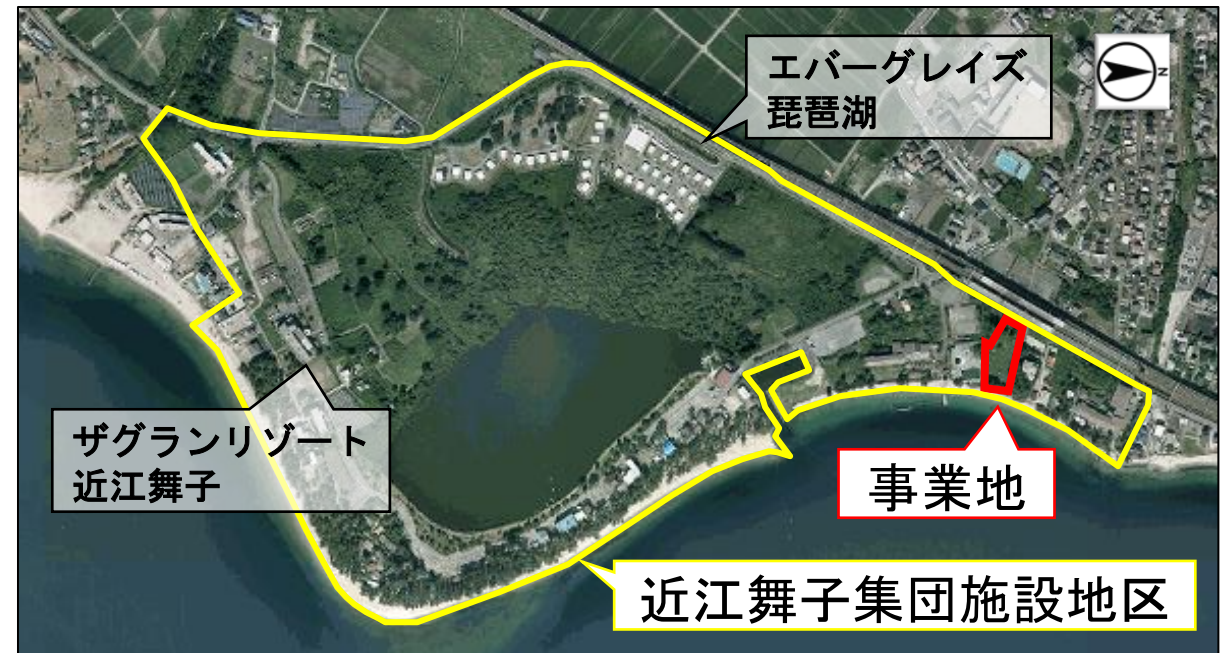 エバーグレイズ
琵琶湖
N
ザグランリゾート
近江舞子
事業地
近江舞子集団施設地区